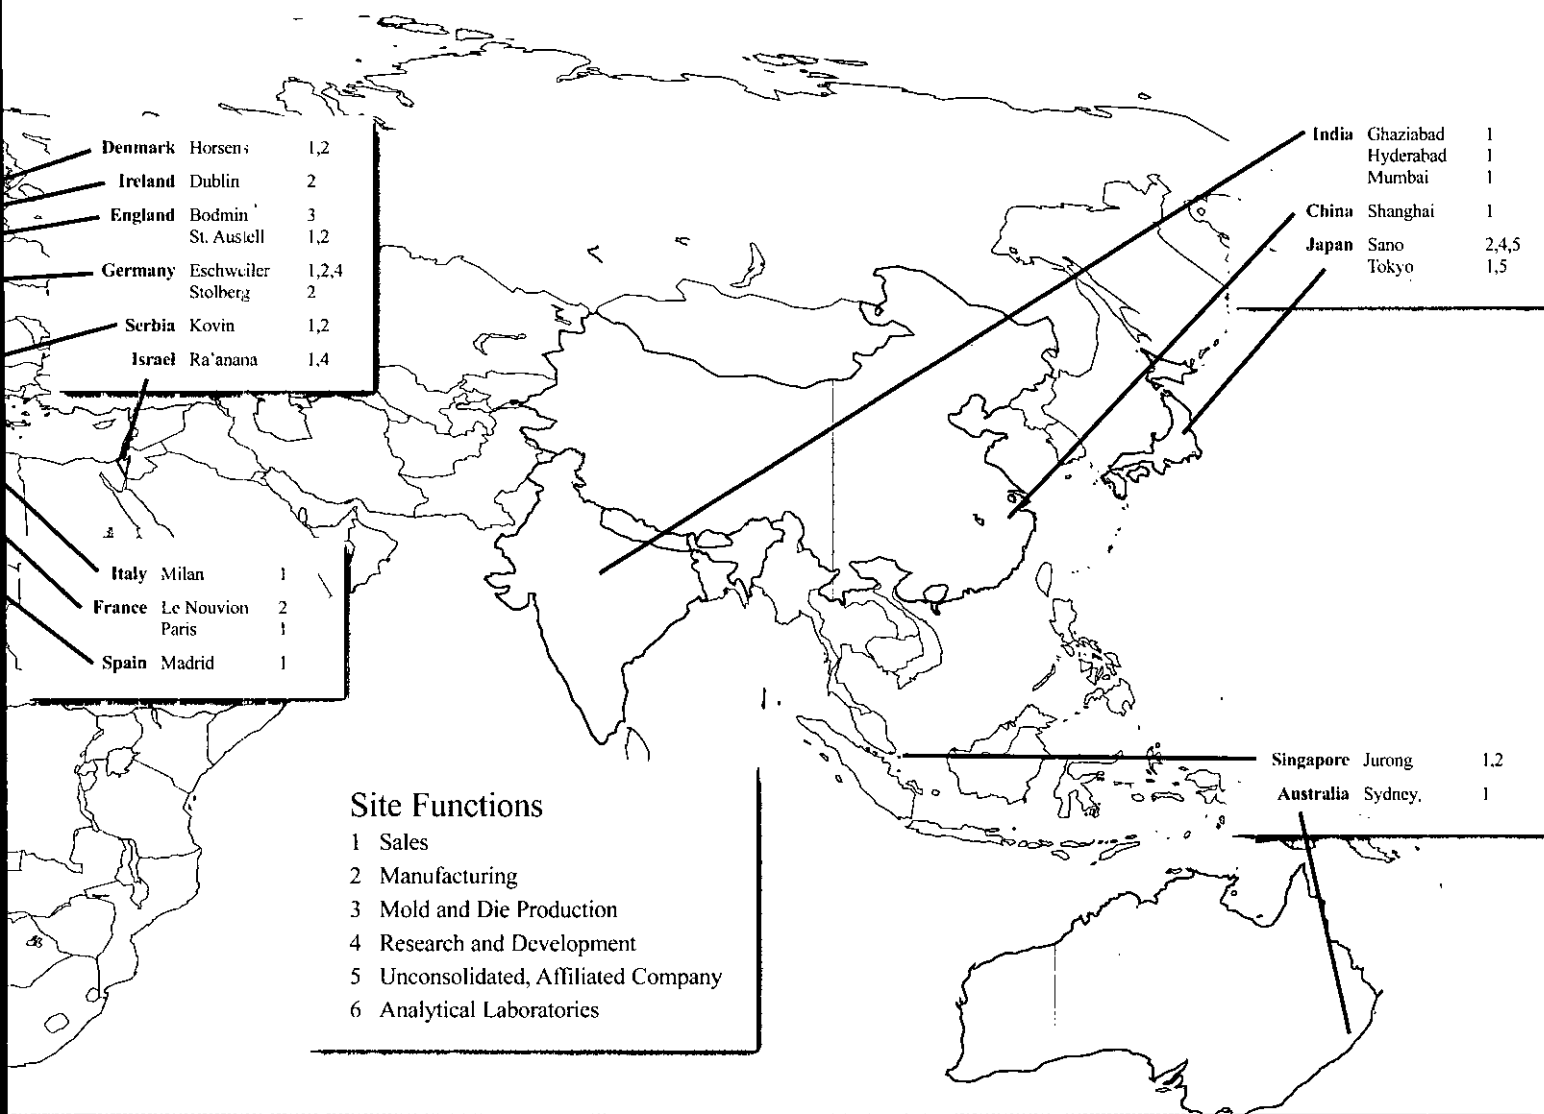 Denmark Horsens 1,2
Ireland Dublin 2
England Bodmin 3
St. Austell 1,2
Germany Eschweiler 1,2,4
Stolberg 2
Serbia Kovin 1,2
Israel Ra'anana 1,4
Italy Milan 1
France Le Nouvion 2
Paris 1
Spain Madrid 1
India Ghaziabad 1
Hyderabad 1
Mumbai 1
China Shanghai 1
Japan Sano 2,4,5
Tokyo 1,5
Singapore Jurong 1,2
Australia Sydney, 1
Site Functions
1 Sales
2 Manufacturing
3 Mold and Die Production
4 Research and Development
5 Unconsolidated, Affiliated Company
6 Analytical Laboratories